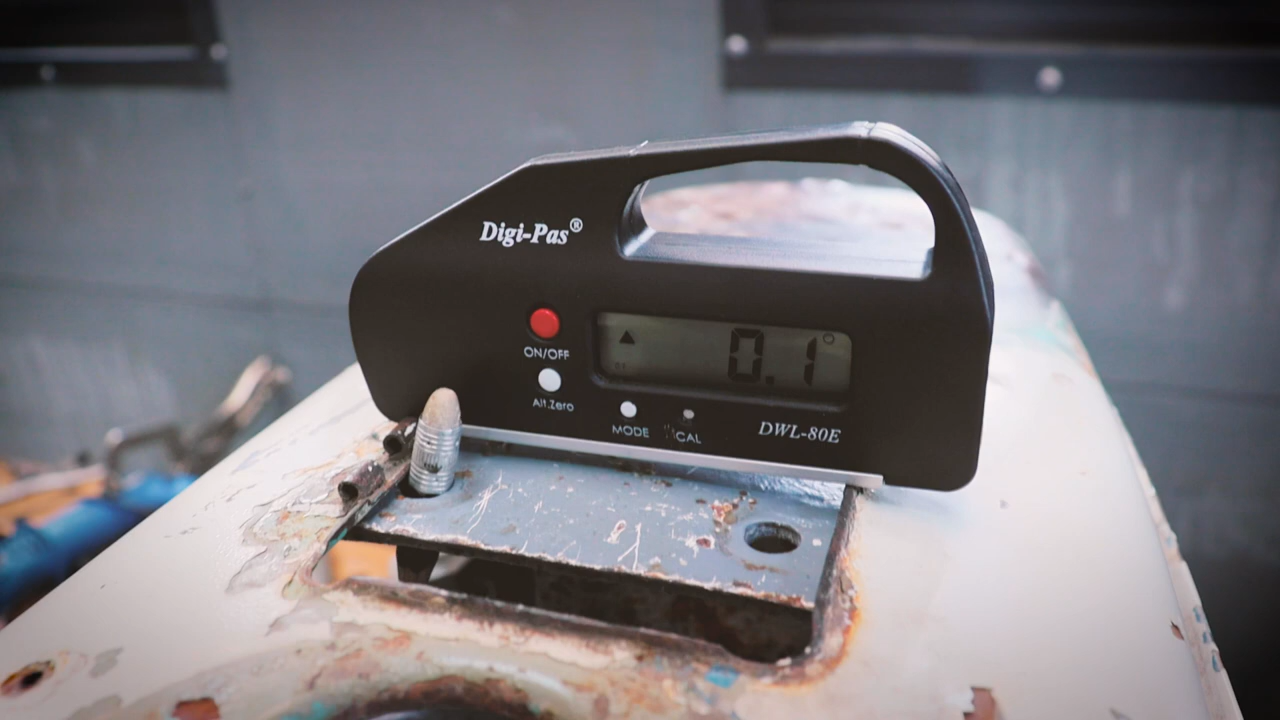 Digi-Pas®
ON/OFF
0.1°
Alt.Zero
MODE
CAL
DWL-80E